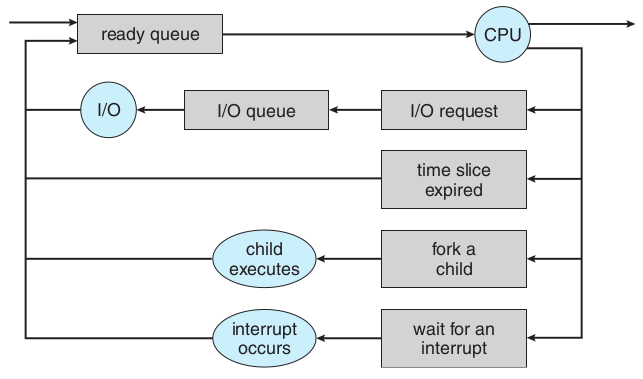 ready queue
CPU
I/O
I/O queue
I/O request
time slice
expired
child
executes
fork a
child
interrupt
occurs
wait for an
interrupt